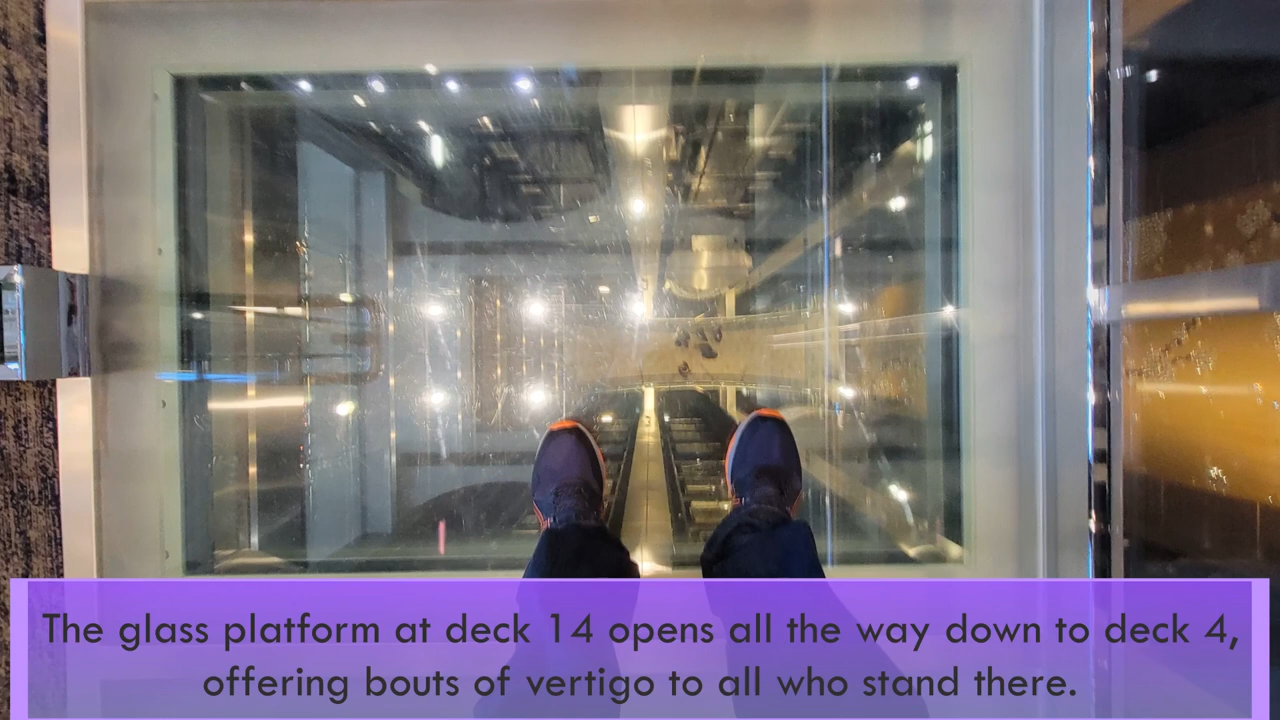 The glass platform at deck 14 opens all the way down to deck 4,
offering bouts of vertigo to all who stand there.